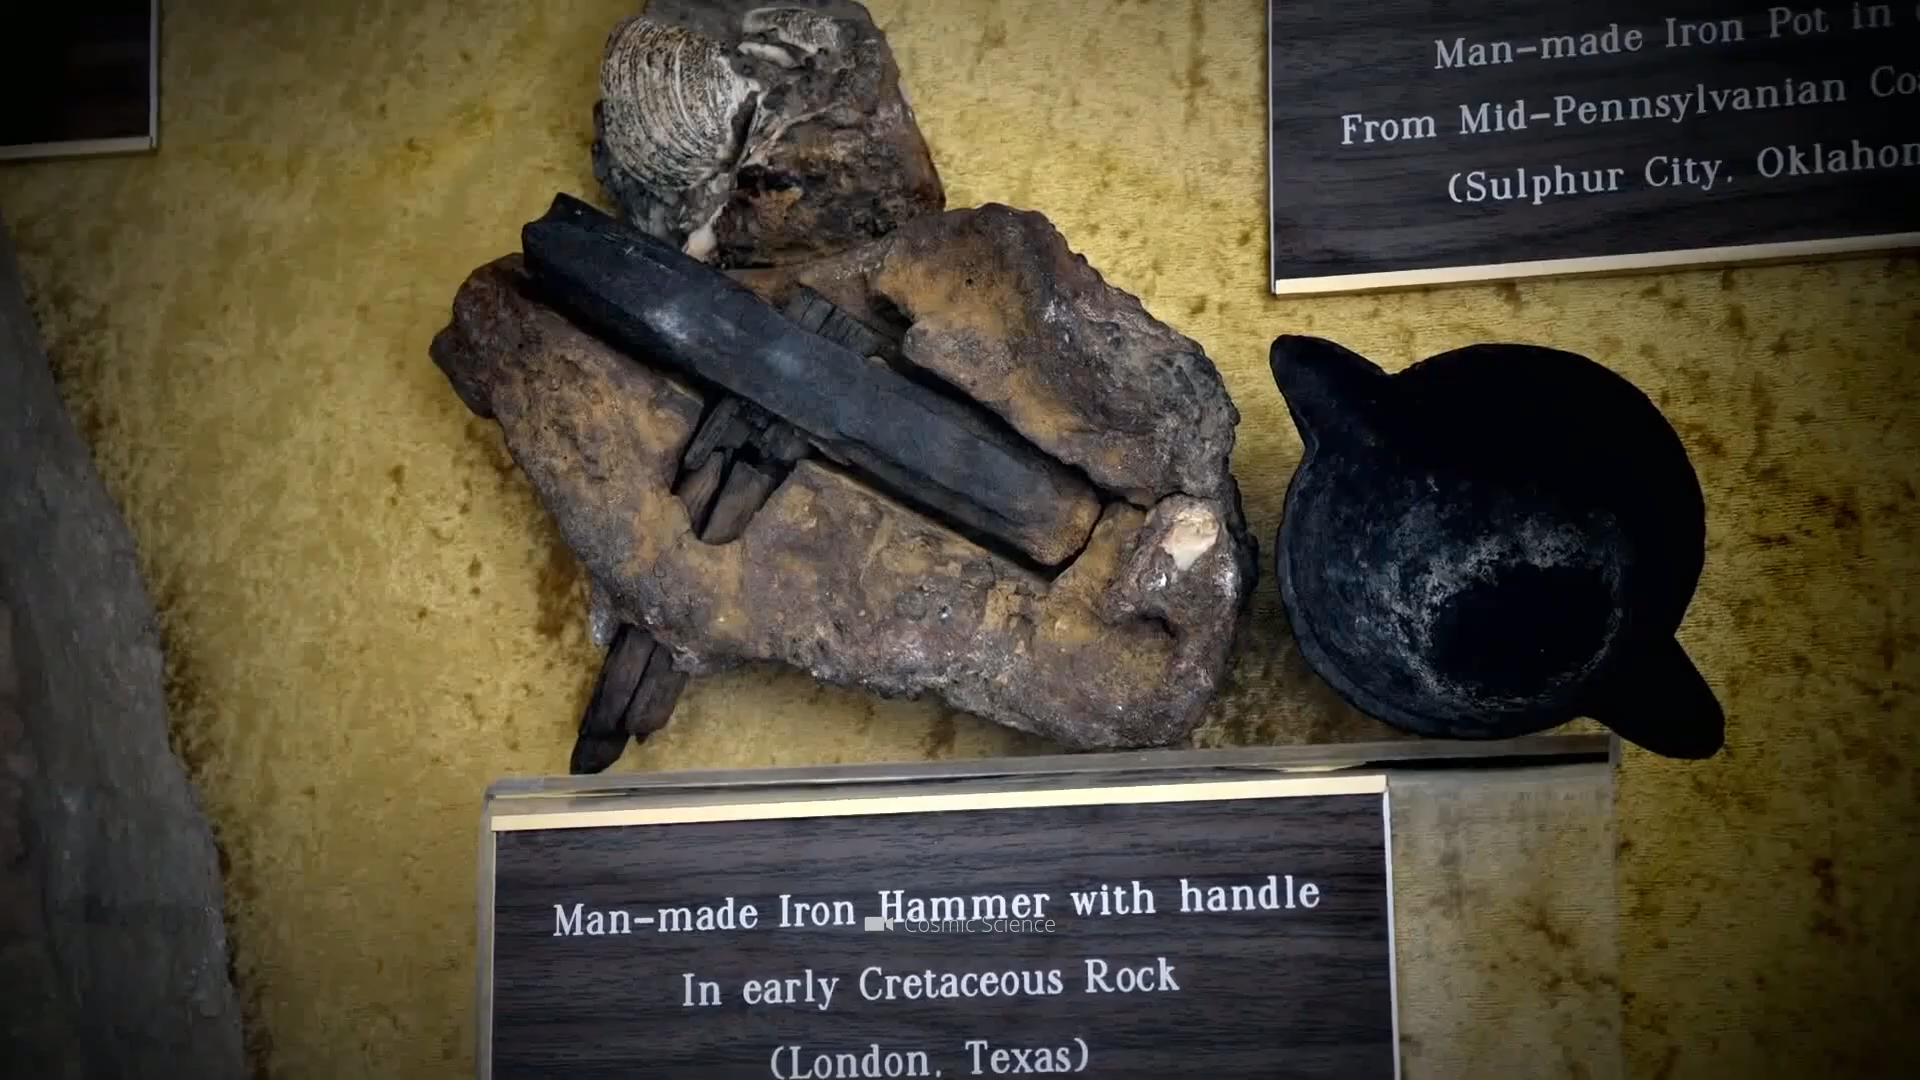 Man-made Iron Pot in
From Mid-Pennsylvanian
(Sulphur City, Oklahom
Man-made Iron Hammer with handle
Cosmic Science
In early Cretaceous Rock
(London, Texas)